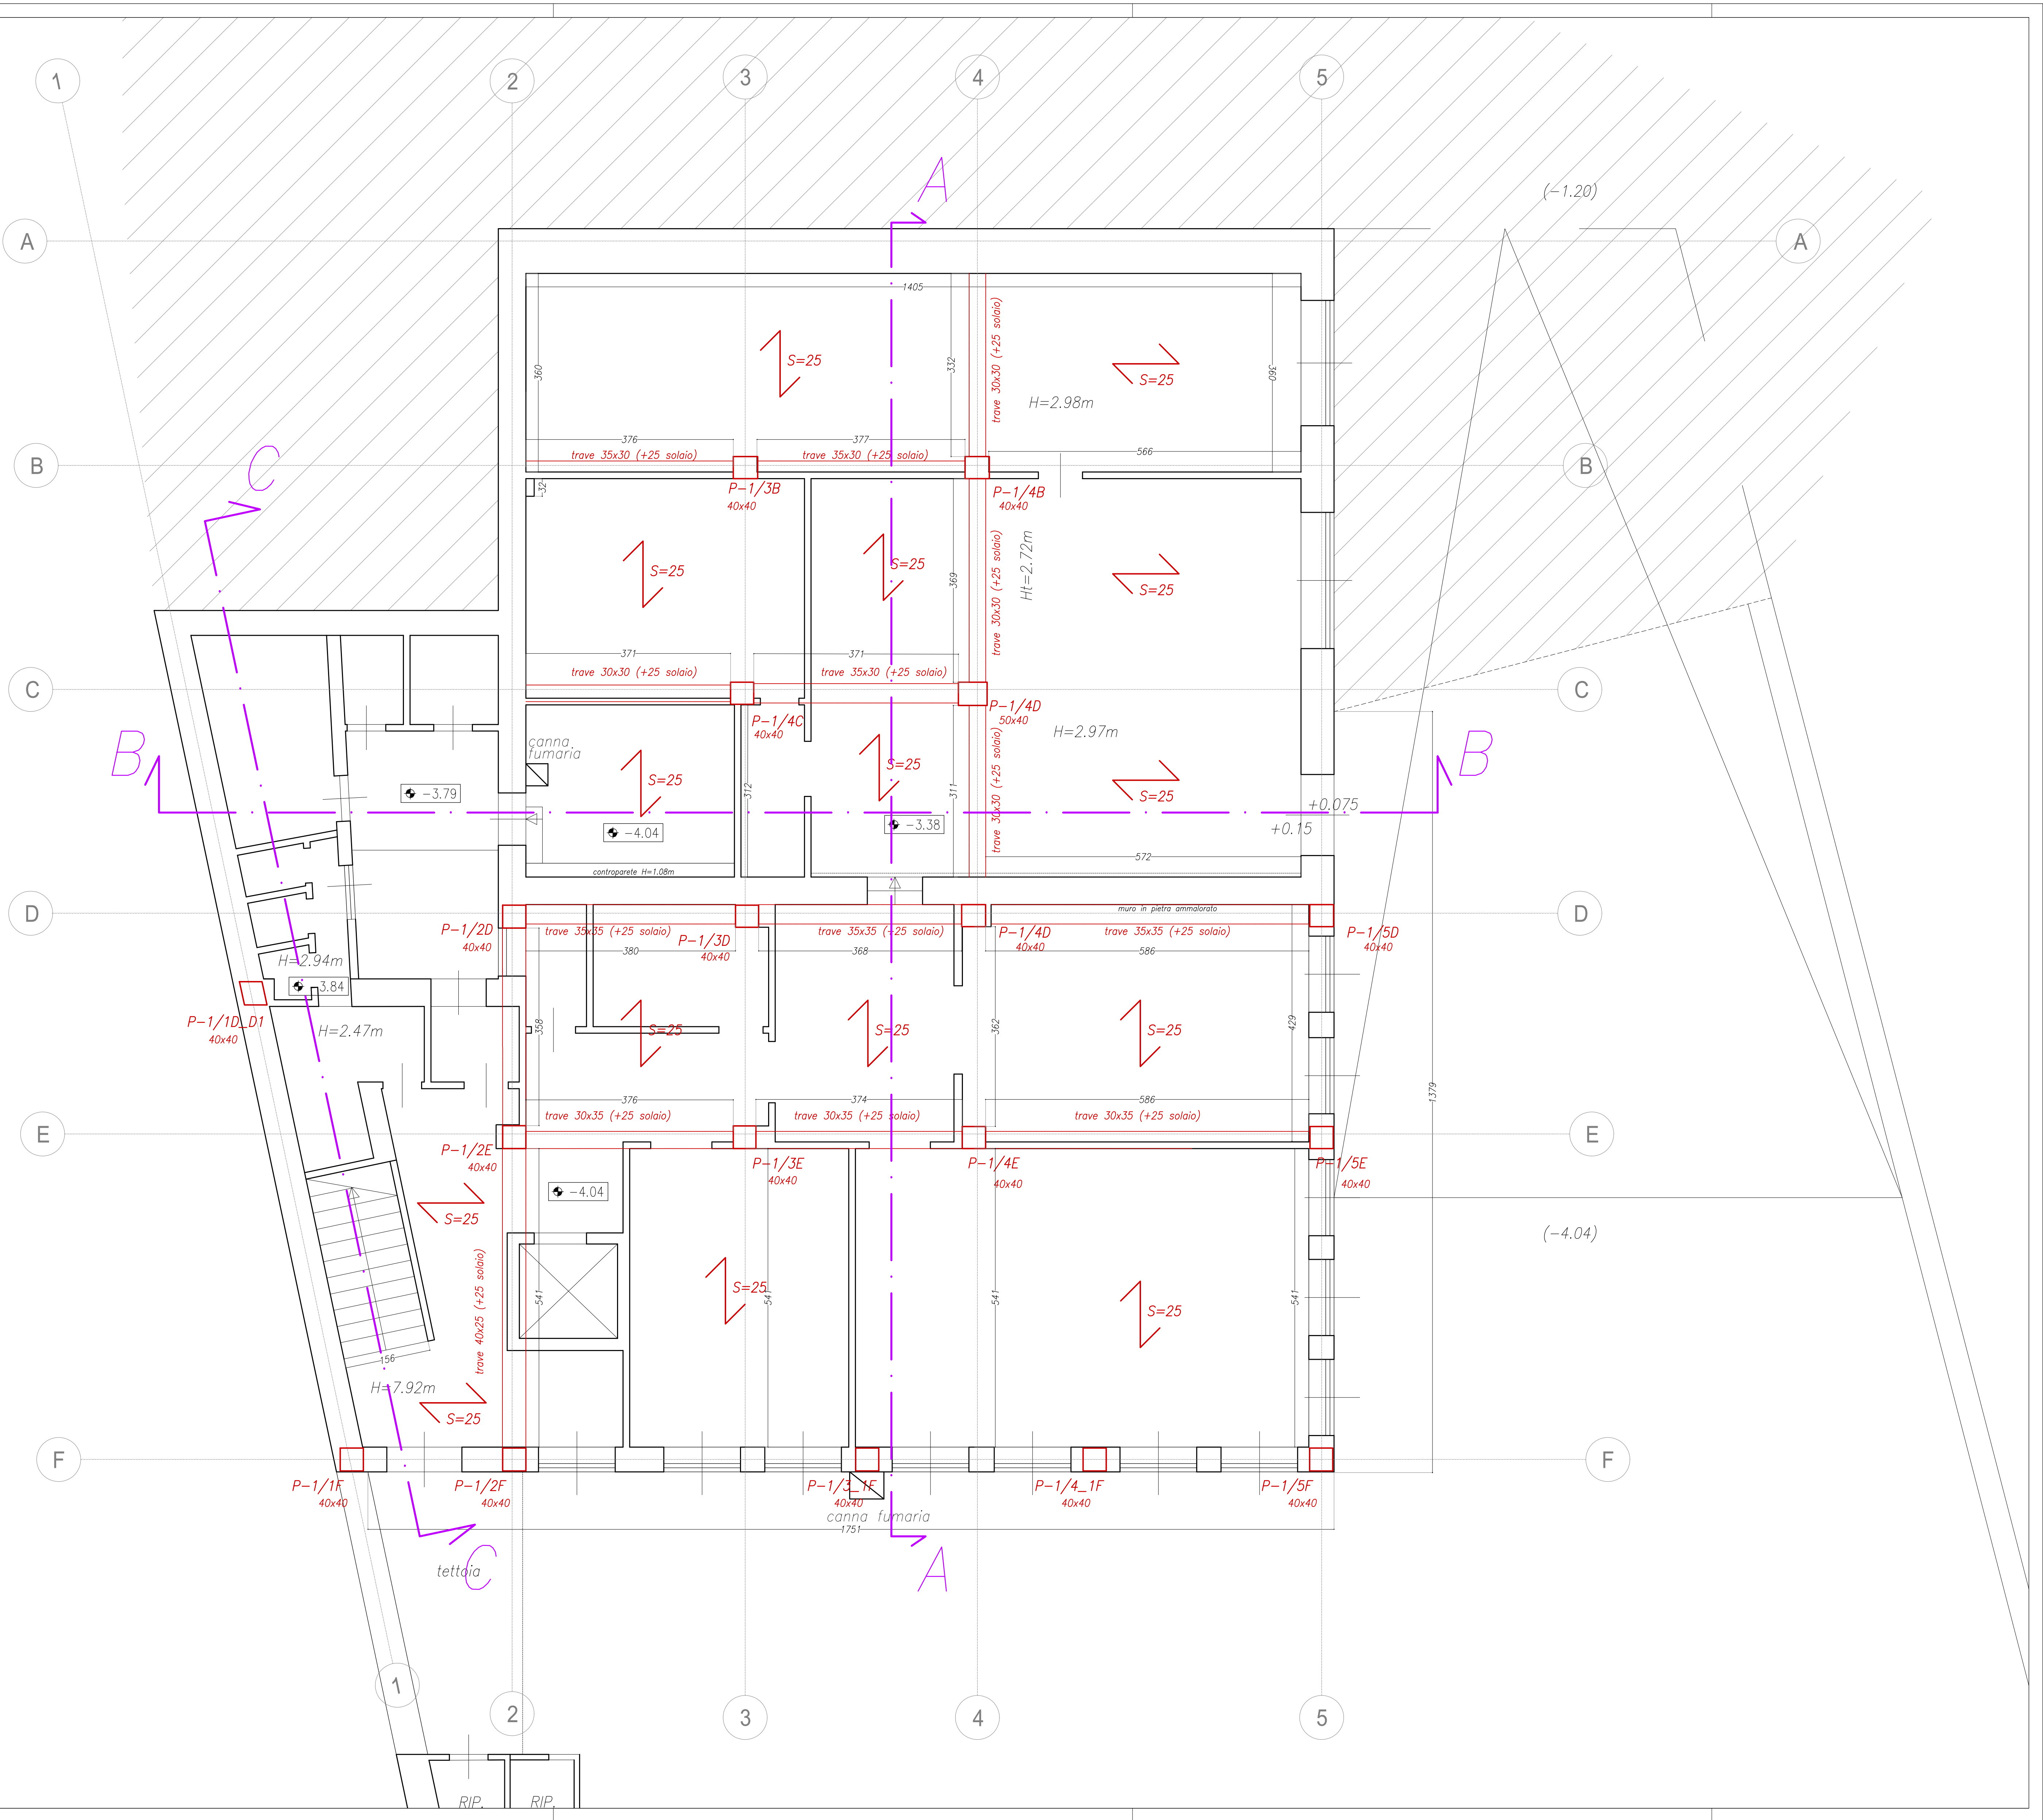 1
2
3
4
5
A
(-1.20)
A
A
1405
trave 30x30 (+25 solaio)
S=25
360
332
S=25
360
H=2.98m
376
377
566
B
trave 35x30 (+25 solaio)
trave 35x30 (+25 solaio)
B
C
32
P-1/3B
40x40
P-1/4B
40x40
trave 30x30 (+25 solaio)
Ht=2.72m
S=25
S=25
369
S=25
371
371
trave 30x30 (+25 solaio)
trave 35x30 (+25 solaio)
C
C
P-1/4C
40x40
P-1/4D
50x40
H=2.97m
B
canna
fumaria
B
trave 30x30 (+25 solaio)
S=25
S=25
S=25
-3.79
312
311
+0.075
-4.04
-3.38
+0.15
572
controparete H=1.08m
D
muro in pietra ammalorato
D
P-1/2D
40x40
trave 35x35 (+25 solaio)
P-1/3D
40x40
trave 35x35 (+25 solaio)
P-1/4D
40x40
trave 35x35 (+25 solaio)
P-1/5D
40x40
380
368
586
H=2.94m
3.84
P-1/1D_D1
40x40
H=2.47m
358
S=25
S=25
362
S=25
429
1379
376
374
586
trave 30x35 (+25 solaio)
trave 30x35 (+25 solaio)
trave 30x35 (+25 solaio)
E
E
P-1/2E
40x40
P-1/3E
40x40
P-1/4E
40x40
P-1/5E
40x40
-4.04
S=25
(-4.04)
trave 40x25 (+25 solaio)
541
S=25
541
541
S=25
541
156
H=7.92m
S=25
F
F
P-1/1F
40x40
P-1/2F
40x40
P-1/3_1F
40x40
P-1/4_1F
40x40
P-1/5F
40x40
canna fumaria
1751
tettoia
C
A
1
2
3
4
5
RIP.
RIP.